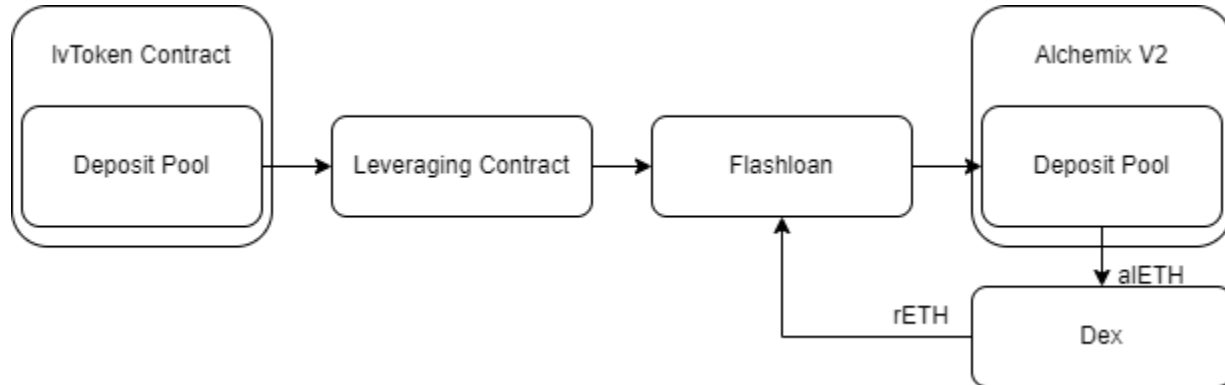 lvToken Contract
Alchemix V2
Deposit Pool
Leveraging Contract
Flashloan
Deposit Pool
alETH
rETH
Dex